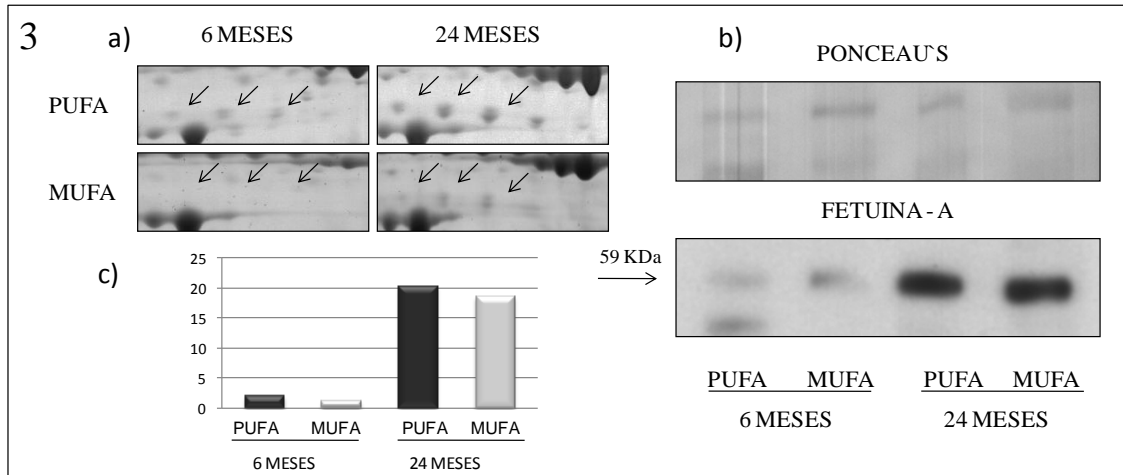 3
a)
6 MESES
24 MESES
PUFA
MUFA
b)
PONCEAU`S
FETUINA - A
59 KDa
PUFA MUFA PUFA MUFA
6 MESES 24 MESES
c)
25
20
15
10
5
0
PUFA MUFA PUFA MUFA
6 MESES 24 MESES